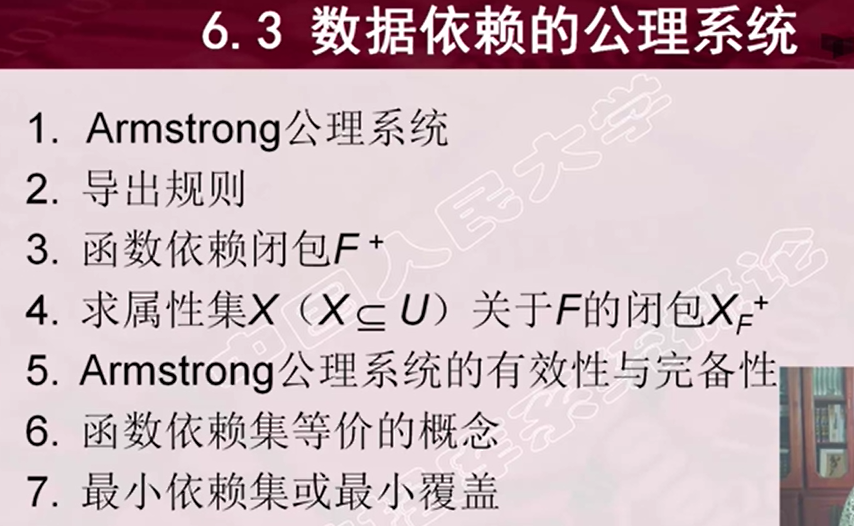 6.3 数据依赖的公理系统
1. Armstrong公理系统
2. 导出规则
3. 函数依赖闭包F +
4. 求属性集X（X ⊆ U）关于F的闭包XF+
5. Armstrong公理系统的有效性与完备性
6. 函数依赖集等价的概念
7. 最小依赖集或最小覆盖
中国人民大学